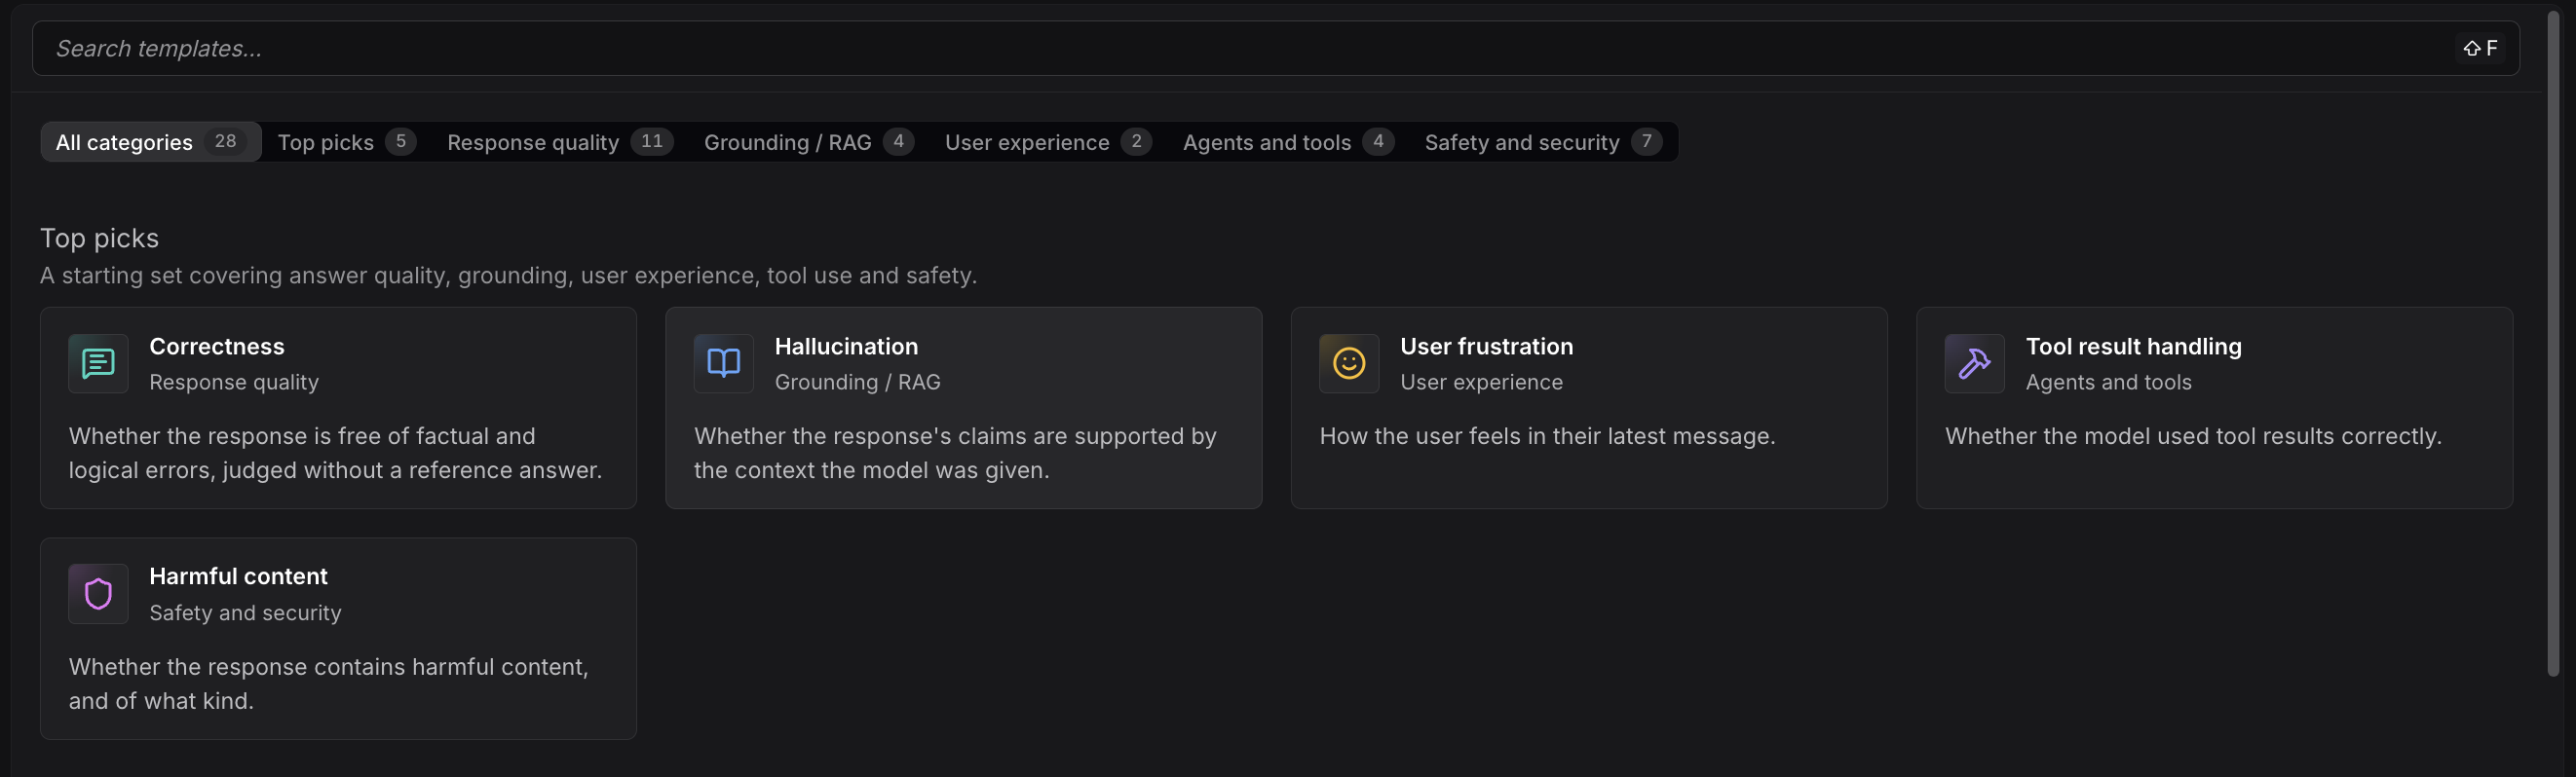 Search templates...
⇧ F
All categories 28 Top picks 5 Response quality 11 Grounding / RAG 4 User experience 2 Agents and tools 4 Safety and security 7
Top picks
A starting set covering answer quality, grounding, user experience, tool use and safety.
Correctness
Response quality
Whether the response is free of factual and
logical errors, judged without a reference answer.
Hallucination
Grounding / RAG
Whether the response's claims are supported by
the context the model was given.
User frustration
User experience
How the user feels in their latest message.
Tool result handling
Agents and tools
Whether the model used tool results correctly.
Harmful content
Safety and security
Whether the response contains harmful content,
and of what kind.